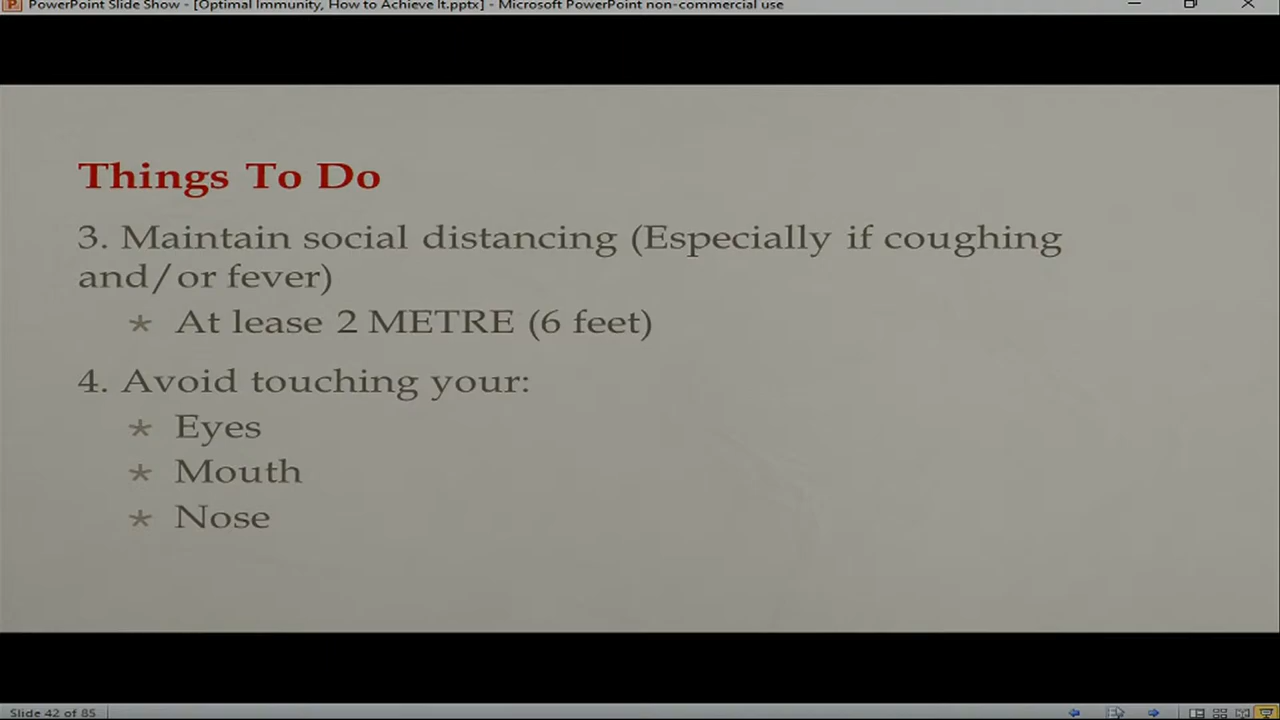 PowerPoint Slide Show - [Optimal Immunity, How to Achieve It.pptx] - Microsoft PowerPoint non-commercial use
Things To Do
3. Maintain social distancing (Especially if coughing
and/or fever)
* At lease 2 METRE (6 feet)
4. Avoid touching your:
* Eyes
* Mouth
* Nose
Slide 42 of 85